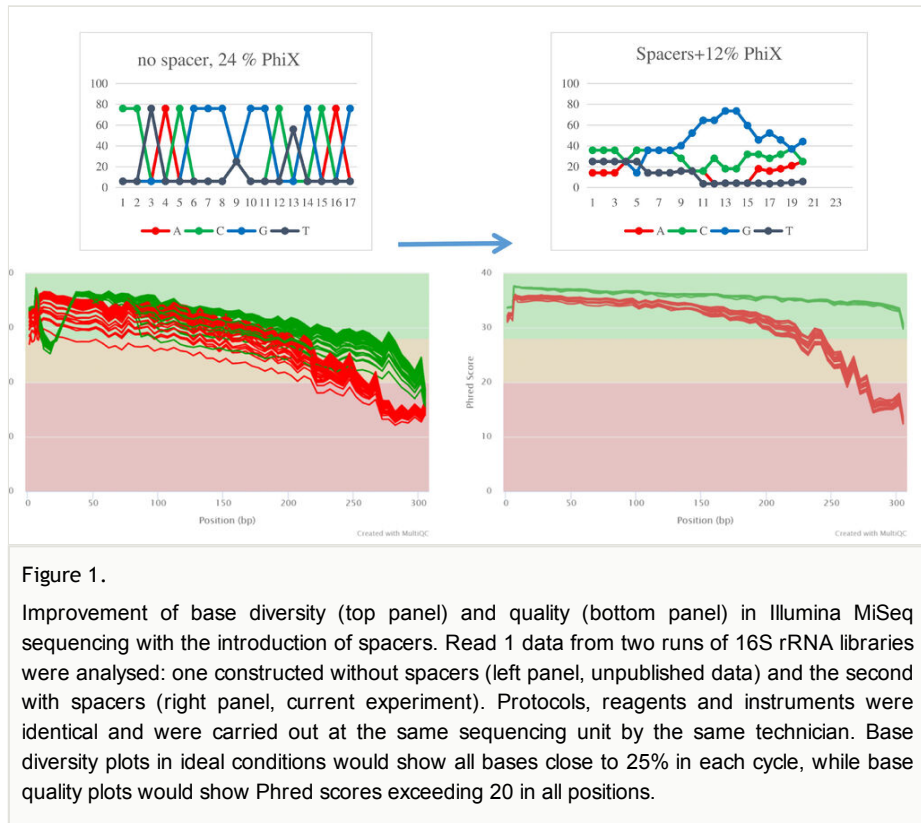 no spacer, 24 % PhiX
100
80
60
40
20
0
1 2 3 4 5 6 7 8 9 10 11 12 13 14 15 16 17
A C G T
Spacers+12% PhiX
100
80
60
40
20
0
1 3 5 7 9 11 13 15 17 19 21 23
A C G T
0
0
0
0
0
0 50 100 150 200 250 300
Position (bp)
Created with MultiQC
40
30
20
10
0
Phred Score
0 50 100 150 200 250 300
Position (bp)
Created with MultiQC
Figure 1.
Improvement of base diversity (top panel) and quality (bottom panel) in Illumina MiSeq
sequencing with the introduction of spacers. Read 1 data from two runs of 16S rRNA libraries
were analysed: one constructed without spacers (left panel, unpublished data) and the second
with spacers (right panel, current experiment). Protocols, reagents and instruments were
identical and were carried out at the same sequencing unit by the same technician. Base
diversity plots in ideal conditions would show all bases close to 25% in each cycle, while base
quality plots would show Phred scores exceeding 20 in all positions.